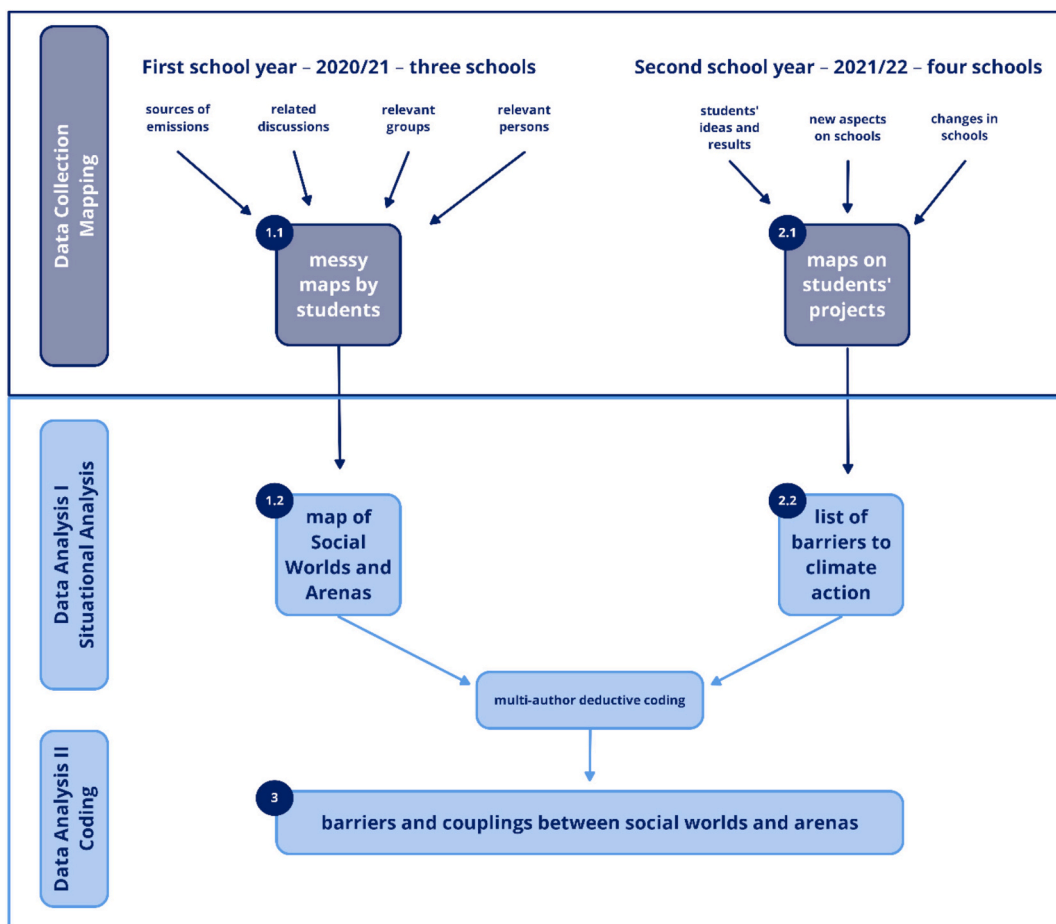 Data Collection
Mapping
First school year – 2020/21 – three schools
sources of
emissions
related
discussions
relevant
groups
relevant
persons
1.1
messy
maps by
students
Second school year – 2021/22 – four schools
students'
ideas and
results
new aspects
on schools
changes in
schools
2.1
maps on
students'
projects
Data Analysis I
Situational Analysis
1.2
map of
Social
Worlds and
Arenas
2.2
list of
barriers to
climate
action
multi-author deductive coding
Data Analysis II
Coding
3
barriers and couplings between social worlds and arenas